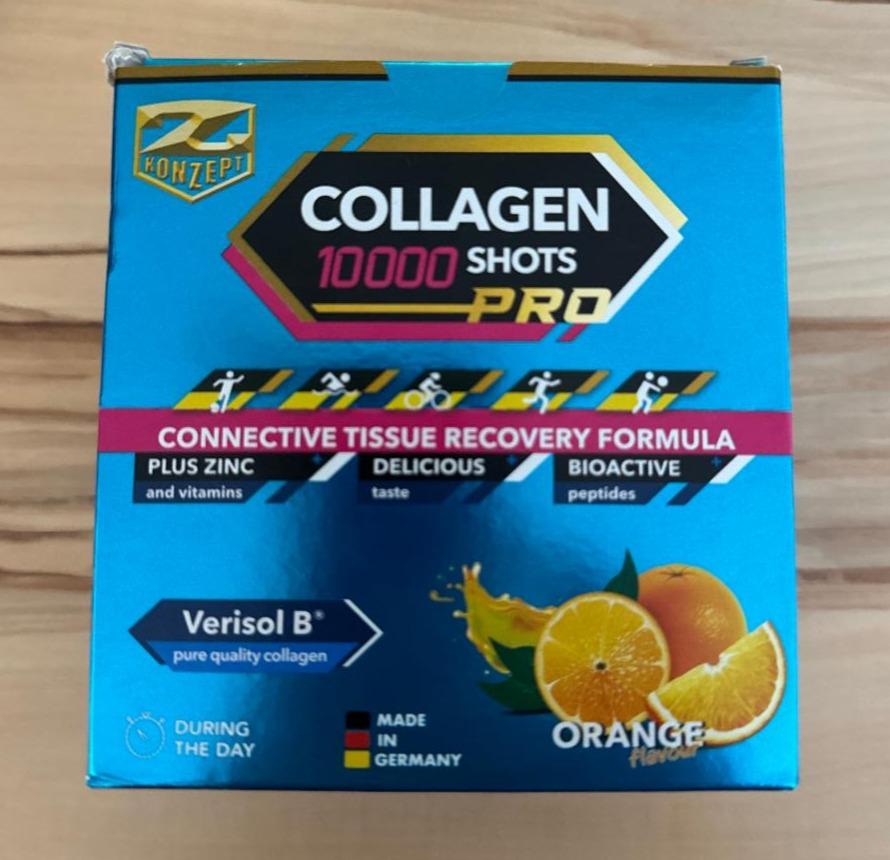 Z
KONZEPT
COLLAGEN
10000 SHOTS
PRO
CONNECTIVE TISSUE RECOVERY FORMULA
PLUS ZINC
and vitamins
DELICIOUS
taste
BIOACTIVE
peptides
Verisol B®
pure quality collagen
DURING
THE DAY
MADE
IN
GERMANY
ORANGE
flavour